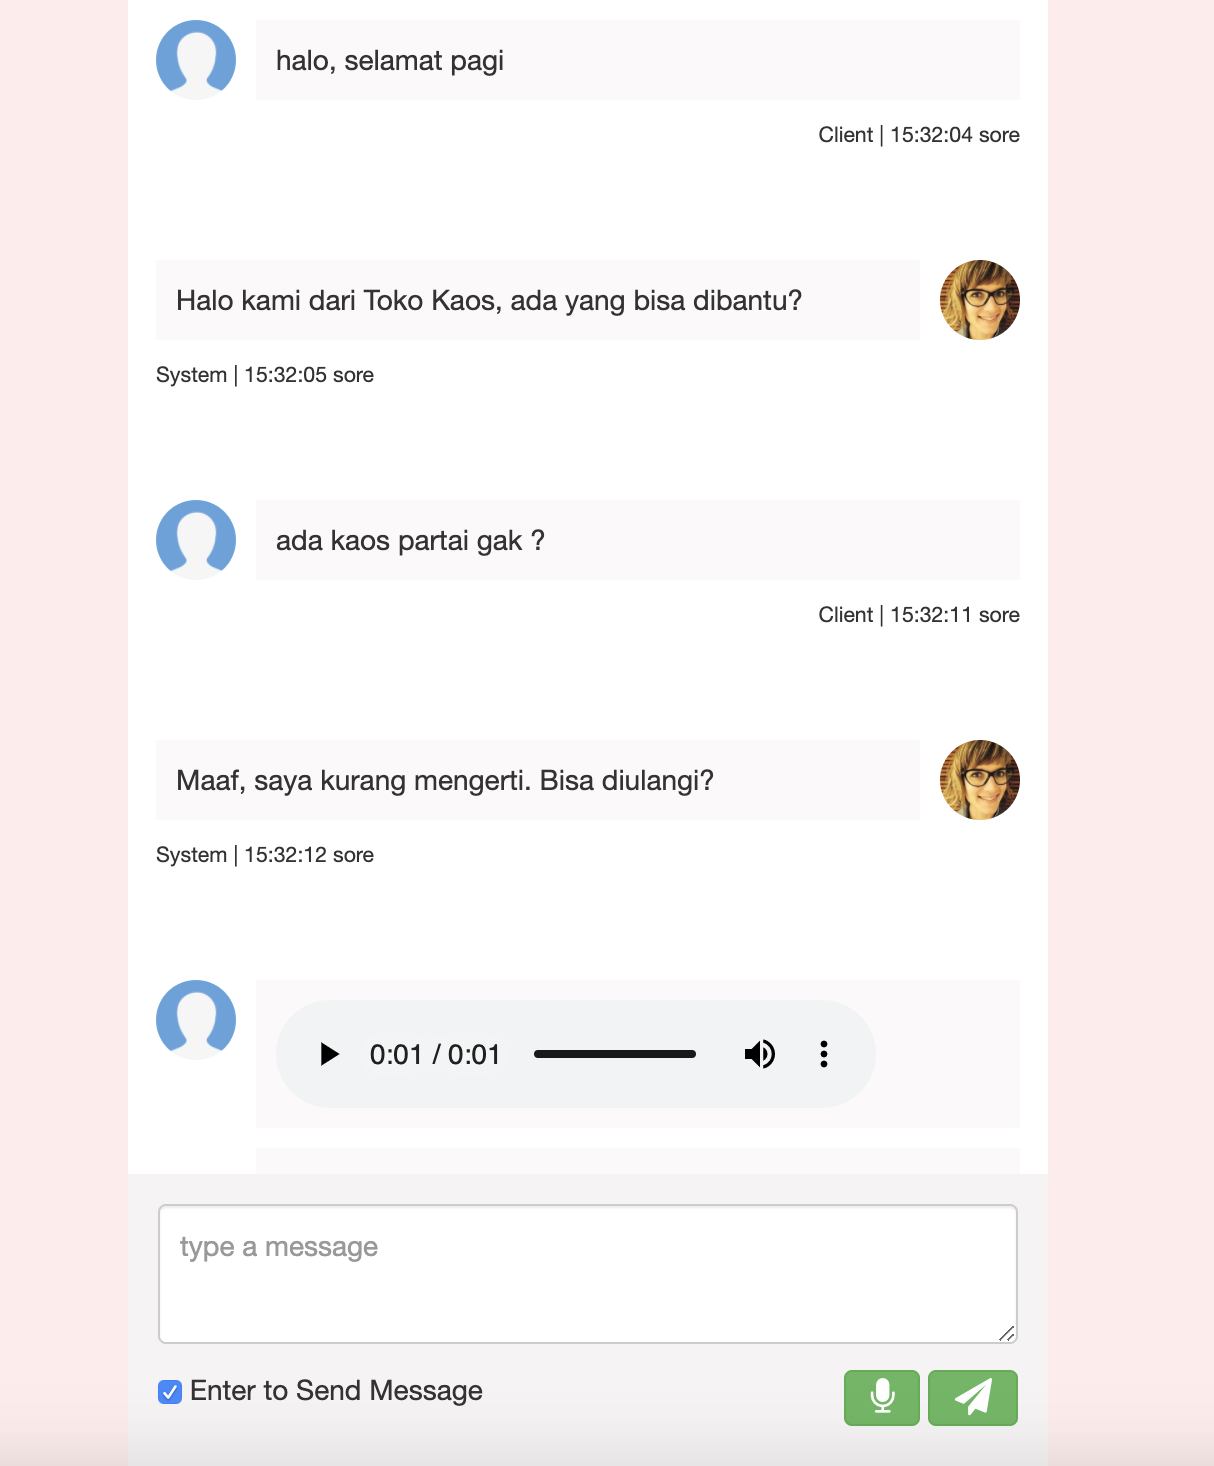 halo, selamat pagi
Client | 15:32:04 sore
Halo kami dari Toko Kaos, ada yang bisa dibantu?
System | 15:32:05 sore
ada kaos partai gak ?
Client | 15:32:11 sore
Maaf, saya kurang mengerti. Bisa diulangi?
System | 15:32:12 sore
0:01 / 0:01
type a message
Enter to Send Message